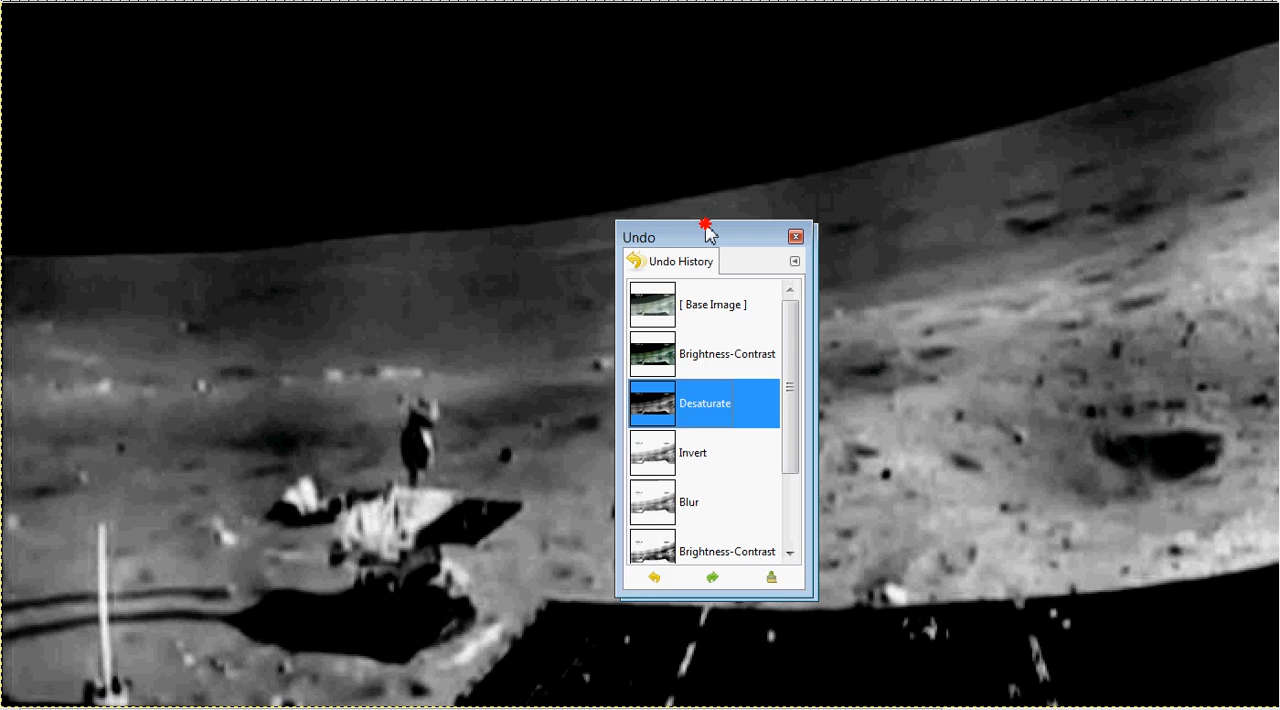 Undo
Undo History
[ Base Image ]
Brightness-Contrast
Desaturate
Invert
Blur
Brightness-Contrast